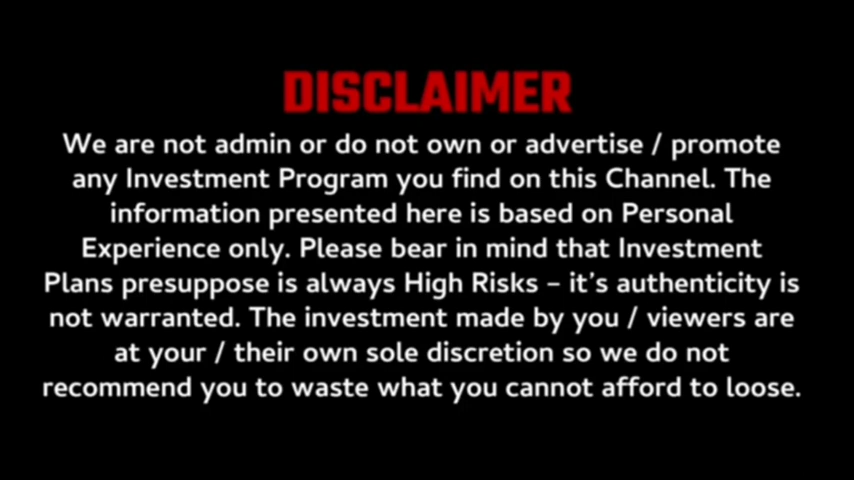 DISCLAIMER
We are not admin or do not own or advertise / promote
any Investment Program you find on this Channel. The
information presented here is based on Personal
Experience only. Please bear in mind that Investment
Plans presuppose is always High Risks – it's authenticity is
not warranted. The investment made by you / viewers are
at your / their own sole discretion so we do not
recommend you to waste what you cannot afford to loose.